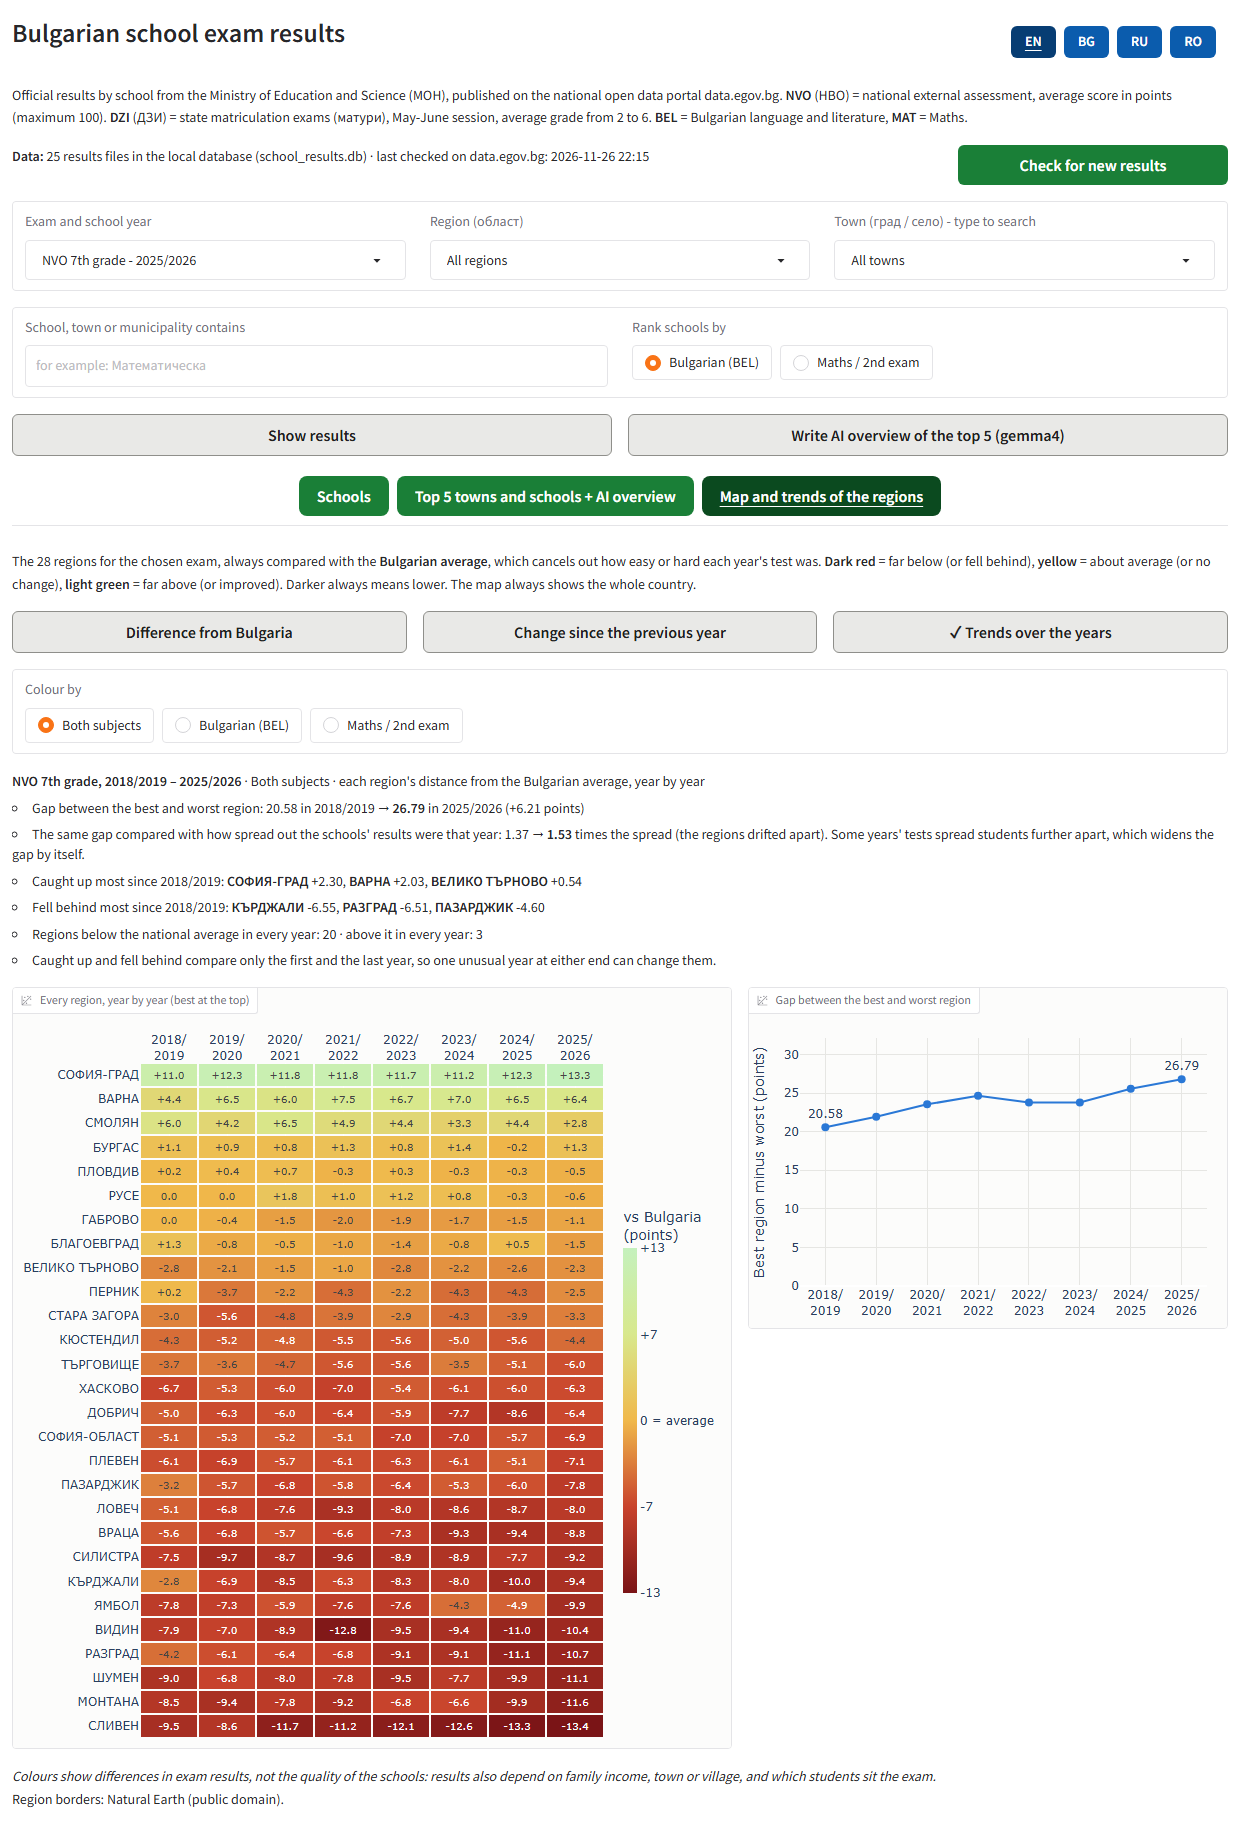 Bulgarian school exam results
EN BG RU RO
Official results by school from the Ministry of Education and Science (МОН), published on the national open data portal data.egov.bg. NVO (НВО) = national external assessment, average score in points
(maximum 100). DZI (ДЗИ) = state matriculation exams (матури), May-June session, average grade from 2 to 6. BEL = Bulgarian language and literature, MAT = Maths.
Data: 25 results files in the local database (school_results.db) · last checked on data.egov.bg: 2026-11-26 22:15
Check for new results
Exam and school year
Region (област)
Town (град / село) - type to search
NVO 7th grade - 2025/2026
All regions
All towns
School, town or municipality contains
Rank schools by
for example: Математическа
Bulgarian (BEL)
Maths / 2nd exam
Show results
Write AI overview of the top 5 (gemma4)
Schools
Top 5 towns and schools + AI overview
Map and trends of the regions
The 28 regions for the chosen exam, always compared with the Bulgarian average, which cancels out how easy or hard each year's test was. Dark red = far below (or fell behind), yellow = about average (or no
change), light green = far above (or improved). Darker always means lower. The map always shows the whole country.
Difference from Bulgaria
Change since the previous year
✓ Trends over the years
Colour by
Both subjects
Bulgarian (BEL)
Maths / 2nd exam
NVO 7th grade, 2018/2019 – 2025/2026 · Both subjects · each region's distance from the Bulgarian average, year by year
Gap between the best and worst region: 20.58 in 2018/2019 → 26.79 in 2025/2026 (+6.21 points)
The same gap compared with how spread out the schools' results were that year: 1.37 → 1.53 times the spread (the regions drifted apart). Some years' tests spread students further apart, which widens the
gap by itself.
Caught up most since 2018/2019: СОФИЯ-ГРАД +2.30, ВАРНА +2.03, ВЕЛИКО ТЪРНОВО +0.54
Fell behind most since 2018/2019: КЪРДЖАЛИ -6.55, РАЗГРАД -6.51, ПАЗАРДЖИК -4.60
Regions below the national average in every year: 20 · above it in every year: 3
Caught up and fell behind compare only the first and the last year, so one unusual year at either end can change them.
Every region, year by year (best at the top)
2018/ 2019/ 2020/ 2021/ 2022/ 2023/ 2024/ 2025/
2019 2020 2021 2022 2023 2024 2025 2026
СОФИЯ-ГРАД +11.0 +12.3 +11.8 +11.8 +11.7 +11.2 +12.3 +13.3
ВАРНА +4.4 +6.5 +6.0 +7.5 +6.7 +7.0 +6.5 +6.4
СМОЛЯН +6.0 +4.2 +6.5 +4.9 +4.4 +3.3 +4.4 +2.8
БУРГАС +1.1 +0.9 +0.8 +1.3 +0.8 +1.4 -0.2 +1.3
ПЛОВДИВ +0.2 +0.4 +0.7 -0.3 +0.3 -0.3 -0.3 -0.5
РУСЕ 0.0 0.0 +1.8 +1.0 +1.2 +0.8 -0.3 -0.6
ГАБРОВО 0.0 -0.4 -1.5 -2.0 -1.9 -1.7 -1.5 -1.1
БЛАГОЕВГРАД +1.3 -0.8 -0.5 -1.0 -1.4 -0.8 +0.5 -1.5
ВЕЛИКО ТЪРНОВО -2.8 -2.1 -1.5 -1.0 -2.8 -2.2 -2.6 -2.3
ПЕРНИК +0.2 -3.7 -2.2 -4.3 -2.2 -4.3 -4.3 -2.5
СТАРА ЗАГОРА -3.0 -5.6 -4.8 -3.9 -2.9 -4.3 -3.9 -3.3
КЮСТЕНДИЛ -4.3 -5.2 -4.8 -5.5 -5.6 -5.0 -5.6 -4.4
ТЪРГОВИЩЕ -3.7 -3.6 -4.7 -5.6 -5.6 -3.5 -5.1 -6.0
ХАСКОВО -6.7 -5.3 -6.0 -7.0 -5.4 -6.1 -6.0 -6.3
ДОБРИЧ -5.0 -6.3 -6.0 -6.4 -5.9 -7.7 -8.6 -6.4
СОФИЯ-ОБЛАСТ -5.1 -5.3 -5.2 -5.1 -7.0 -7.0 -5.7 -6.9
ПЛЕВЕН -6.1 -6.9 -5.7 -6.1 -6.3 -6.1 -5.1 -7.1
ПАЗАРДЖИК -3.2 -5.7 -6.8 -5.8 -6.4 -5.3 -6.0 -7.8
ЛОВЕЧ -5.1 -6.8 -7.6 -9.3 -8.0 -8.6 -8.7 -8.0
ВРАЦА -5.6 -6.8 -5.7 -6.6 -7.3 -9.3 -9.4 -8.8
СИЛИСТРА -7.5 -9.7 -8.7 -9.6 -8.9 -8.9 -7.7 -9.2
КЪРДЖАЛИ -2.8 -6.9 -8.5 -6.3 -8.3 -8.0 -10.0 -9.4
ЯМБОЛ -7.8 -7.3 -5.9 -7.6 -7.6 -4.3 -4.9 -9.9
ВИДИН -7.9 -7.0 -8.9 -12.8 -9.5 -9.4 -11.0 -10.4
РАЗГРАД -4.2 -6.1 -6.4 -6.8 -9.1 -9.1 -11.1 -10.7
ШУМЕН -9.0 -6.8 -8.0 -7.8 -9.5 -7.7 -9.9 -11.1
МОНТАНА -8.5 -9.4 -7.8 -9.2 -6.8 -6.6 -9.9 -11.6
СЛИВЕН -9.5 -8.6 -11.7 -11.2 -12.1 -12.6 -13.3 -13.4
vs Bulgaria
(points)
+13
+7
0 = average
-7
-13
Gap between the best and worst region
Best region minus worst (points)
30
25
20
15
10
5
0
20.58
26.79
2018/ 2019/ 2020/ 2021/ 2022/ 2023/ 2024/ 2025/
2019 2020 2021 2022 2023 2024 2025 2026
Colours show differences in exam results, not the quality of the schools: results also depend on family income, town or village, and which students sit the exam.
Region borders: Natural Earth (public domain).